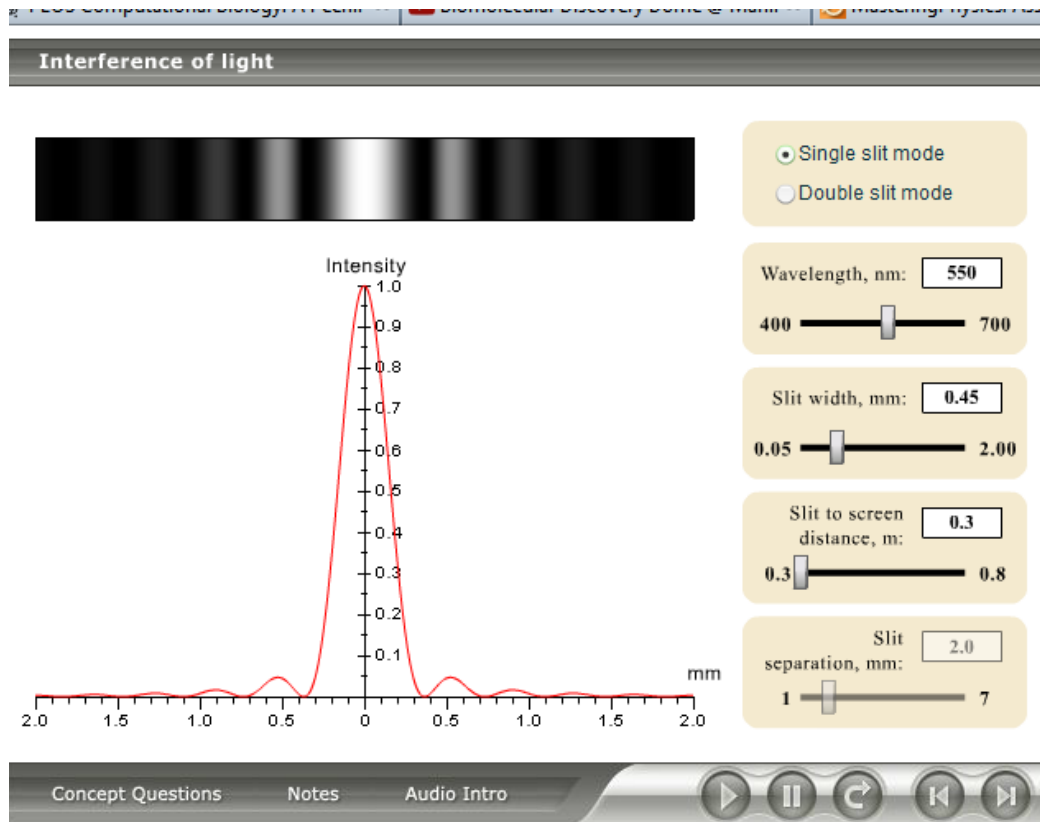 Interference of light
Single slit mode
Double slit mode
Intensity
1.0
0.9
0.8
0.7
0.6
0.5
0.4
0.3
0.2
0.1
mm
2.0 1.5 1.0 0.5 0 0.5 1.0 1.5 2.0
Wavelength, nm: 550
400 700
Slit width, mm: 0.45
0.05 2.00
Slit to screen
distance, m: 0.3
0.3 0.8
Slit
separation, mm: 2.0
1 7
Concept Questions Notes Audio Intro